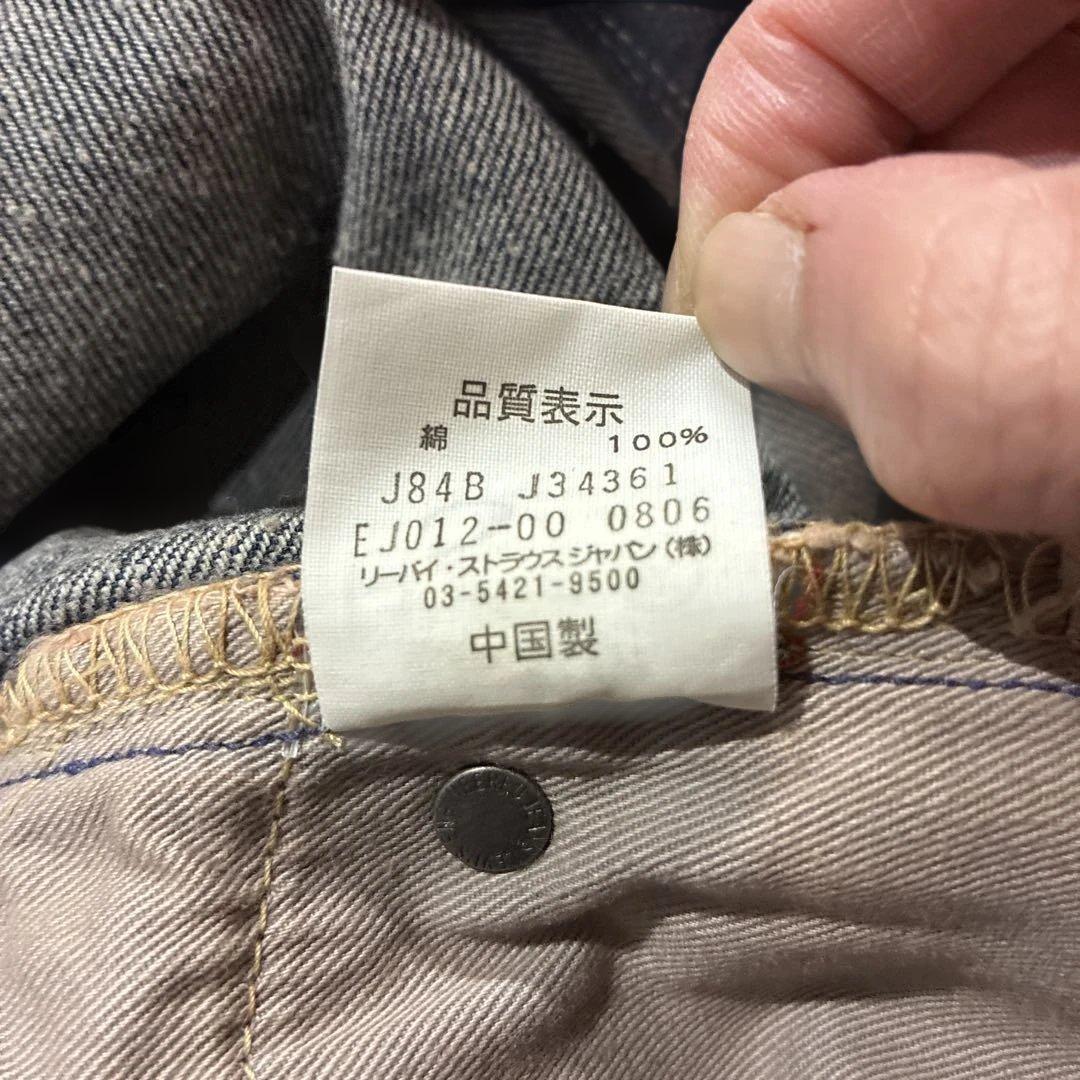 品質表示
綿 100%
J84B J34361
EJ012-00 0806
リーバイ・ストラウス ジャパン(株)
03-5421-9500
中国製